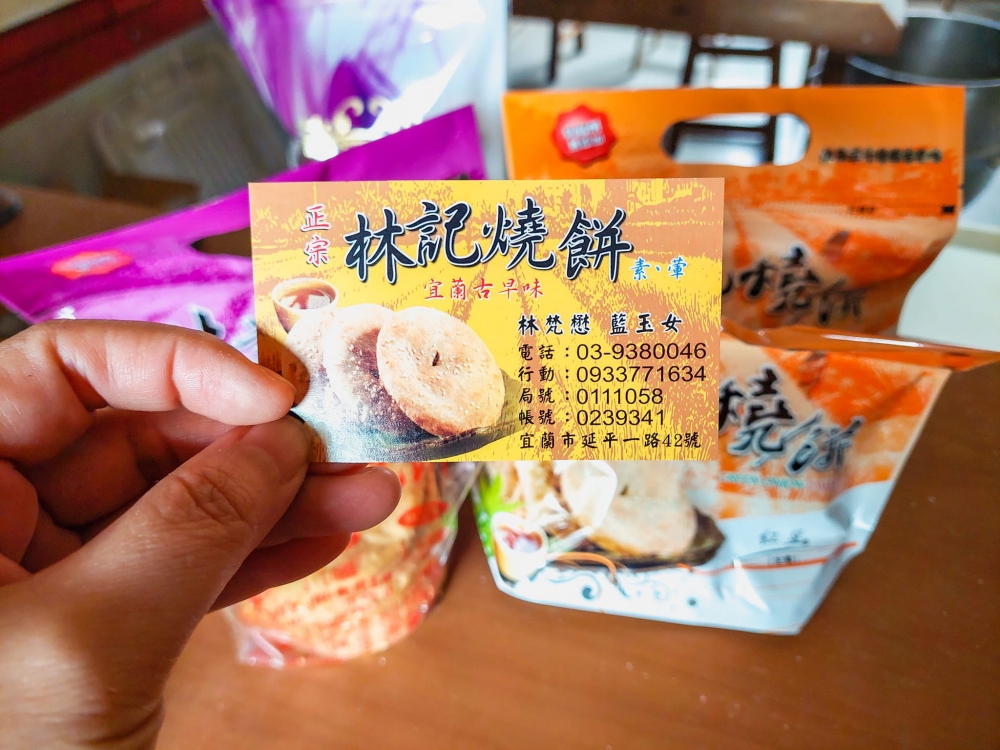 正宗
林記燒餅
素、葷
宜蘭古早味
林梵懋 藍玉女
電話：03-9380046
行動：0933771634
局號：0111058
帳號：0239341
宜蘭市延平一路42號
燒餅
燒餅